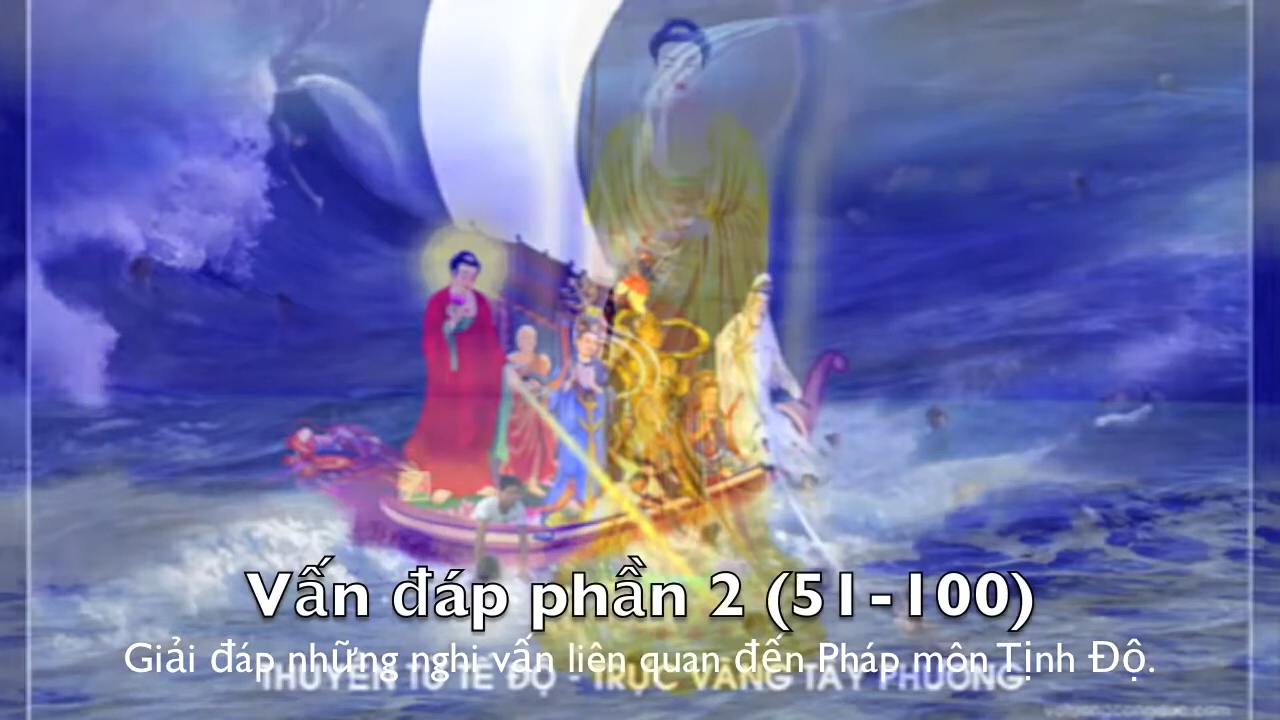 Vấn đáp phần 2 (51-100)
Giải đáp những nghi vấn liên quan đến Pháp môn Tịnh Độ.
THUYỀN TỪ TẾ ĐỘ - TRỰC VÃNG TÂY PHƯƠNG